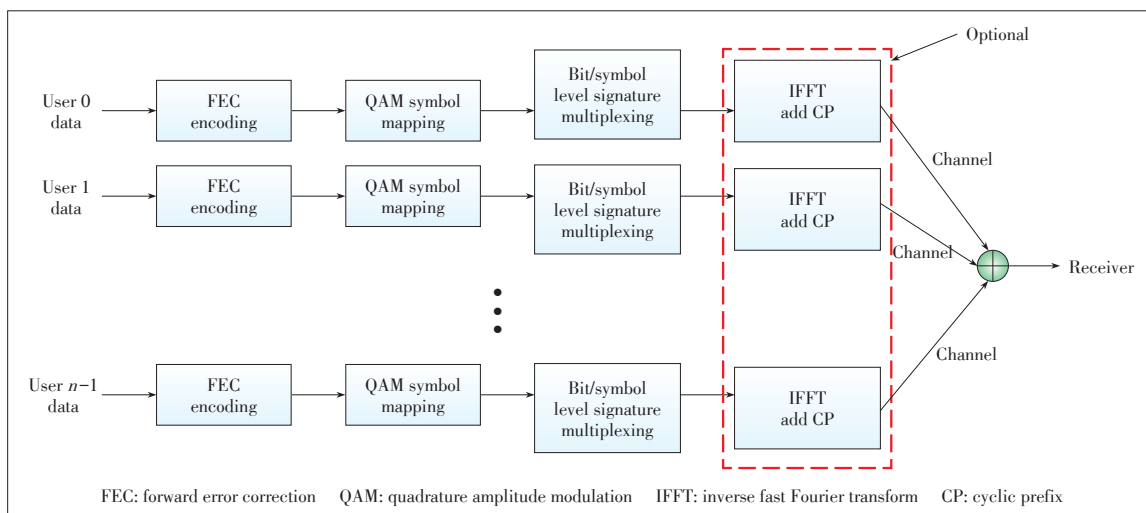 Optional
User 0
data
FEC
encoding
QAM symbol
mapping
Bit/symbol
level signature
multiplexing
IFFT
add CP
Channel
User 1
data
FEC
encoding
QAM symbol
mapping
Bit/symbol
level signature
multiplexing
IFFT
add CP
Channel
Receiver
User n−1
data
FEC
encoding
QAM symbol
mapping
Bit/symbol
level signature
multiplexing
IFFT
add CP
Channel
FEC: forward error correction QAM: quadrature amplitude modulation IFFT: inverse fast Fourier transform CP: cyclic prefix